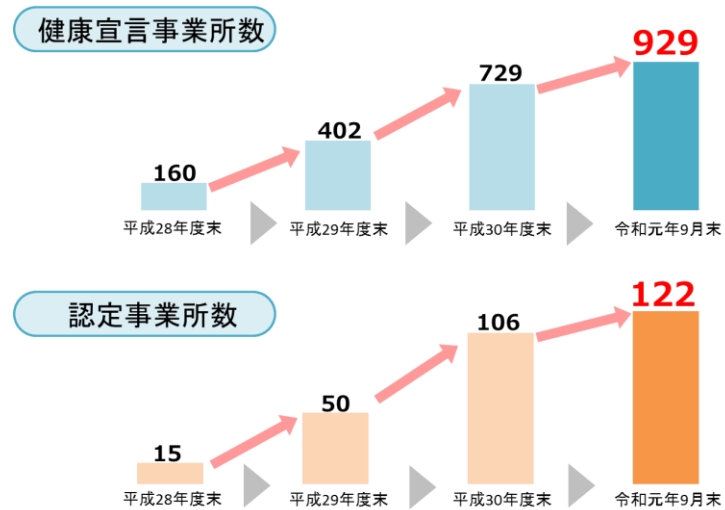 健康宣言事業所数
160
402
729
929
平成28年度末
平成29年度末
平成30年度末
令和元年9月末
認定事業所数
15
50
106
122
平成28年度末
平成29年度末
平成30年度末
令和元年9月末